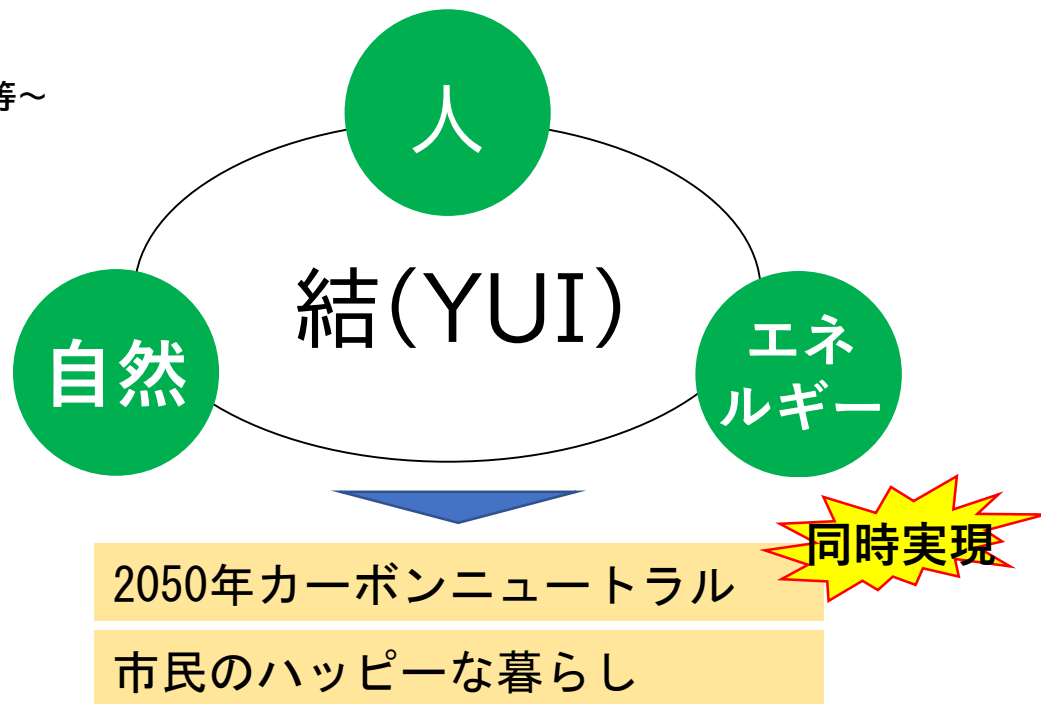 等～
人
結(YUI)
自然
エネ
ルギー
同時実現
2050年カーボンニュートラル
市民のハッピーな暮らし